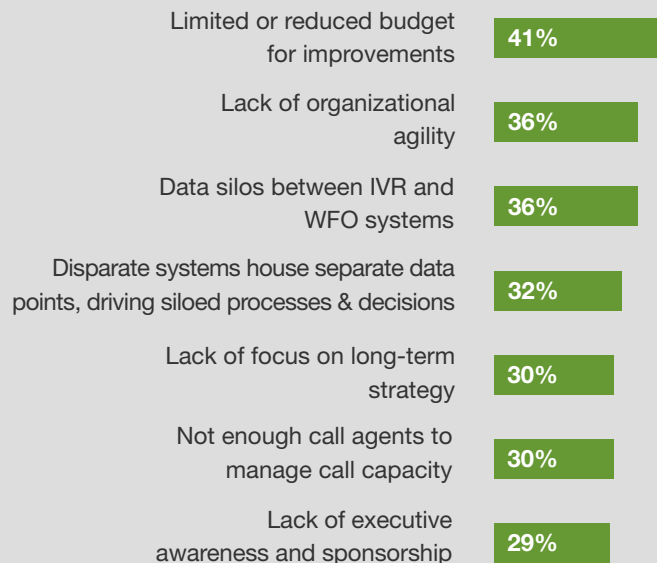 Limited or reduced budget
for improvements
41%
Lack of organizational
agility
36%
Data silos between IVR and
WFO systems
36%
Disparate systems house separate data
points, driving siloed processes & decisions
32%
Lack of focus on long-term
strategy
30%
Not enough call agents to
manage call capacity
30%
Lack of executive
awareness and sponsorship
29%